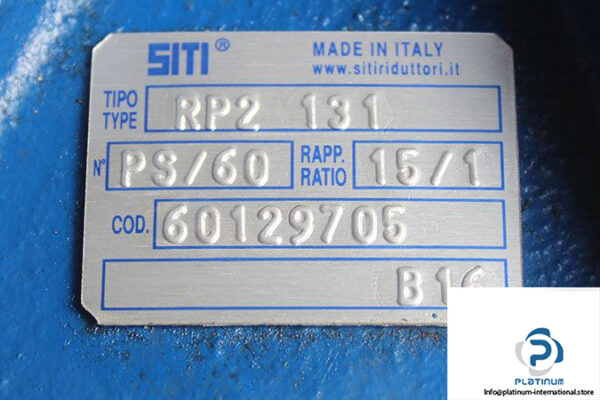 SITI® MADE IN ITALY
www.sitiriduttori.it
TIPO
TYPE RP2 131
N° PS/60 RAPP.
RATIO 15/1
COD. 60129705
B16
PLATINUM
Info@platinum-international.store